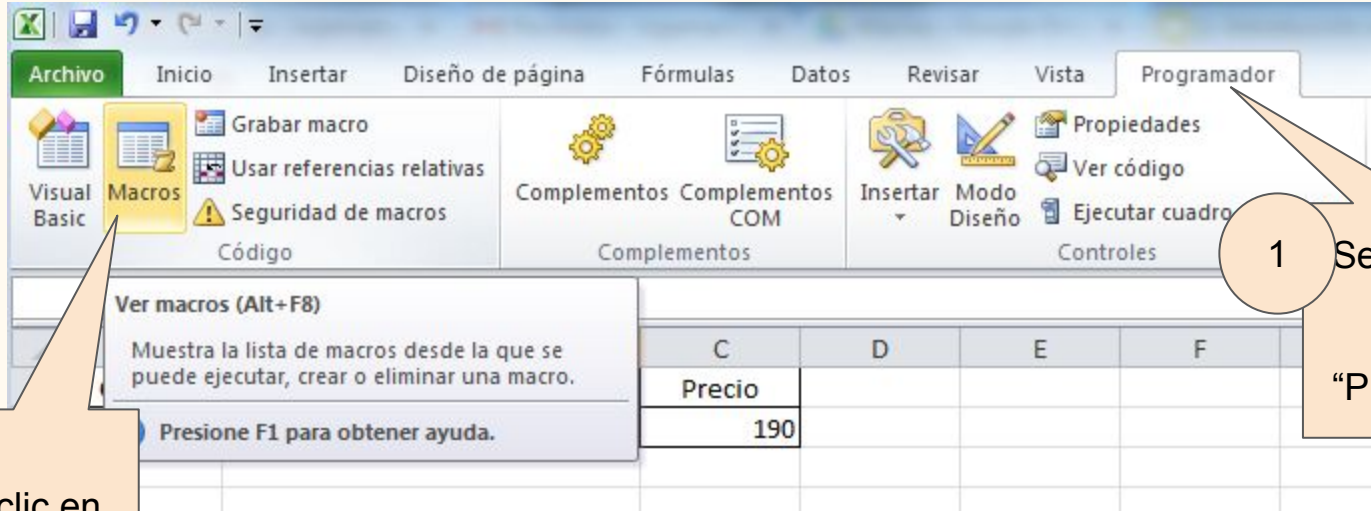 Archivo Inicio Insertar Diseño de página Fórmulas Datos Revisar Vista Programador
Visual Basic
Macros
Grabar macro
Usar referencias relativas
Seguridad de macros
Código
Complementos
Complementos COM
Complementos
Insertar
Modo Diseño
Propiedades
Ver código
Ejecutar cuadro
Controles
1
Se
“P
Ver macros (Alt+F8)
Muestra la lista de macros desde la que se
puede ejecutar, crear o eliminar una macro.
Presione F1 para obtener ayuda.
C D E F
Precio
190
clic en